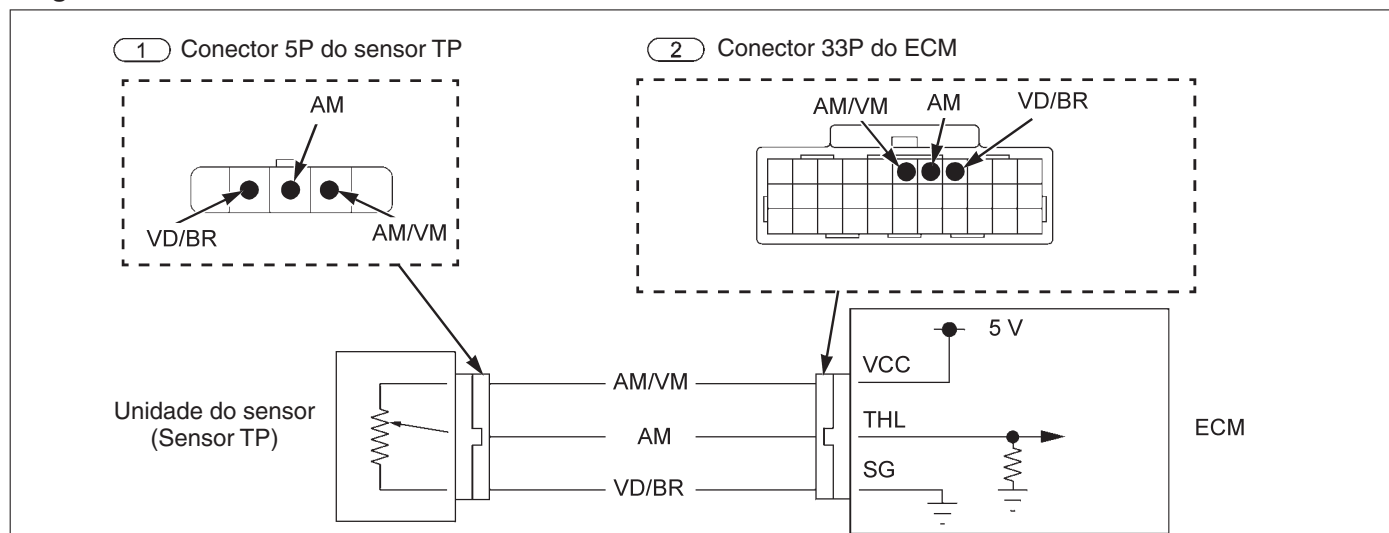 1 Conector 5P do sensor TP
AM
VD/BR
AM/VM
2 Conector 33P do ECM
AM/VM
AM
VD/BR
Unidade do sensor
(Sensor TP)
AM/VM
AM
VD/BR
5 V
VCC
THL
SG
ECM